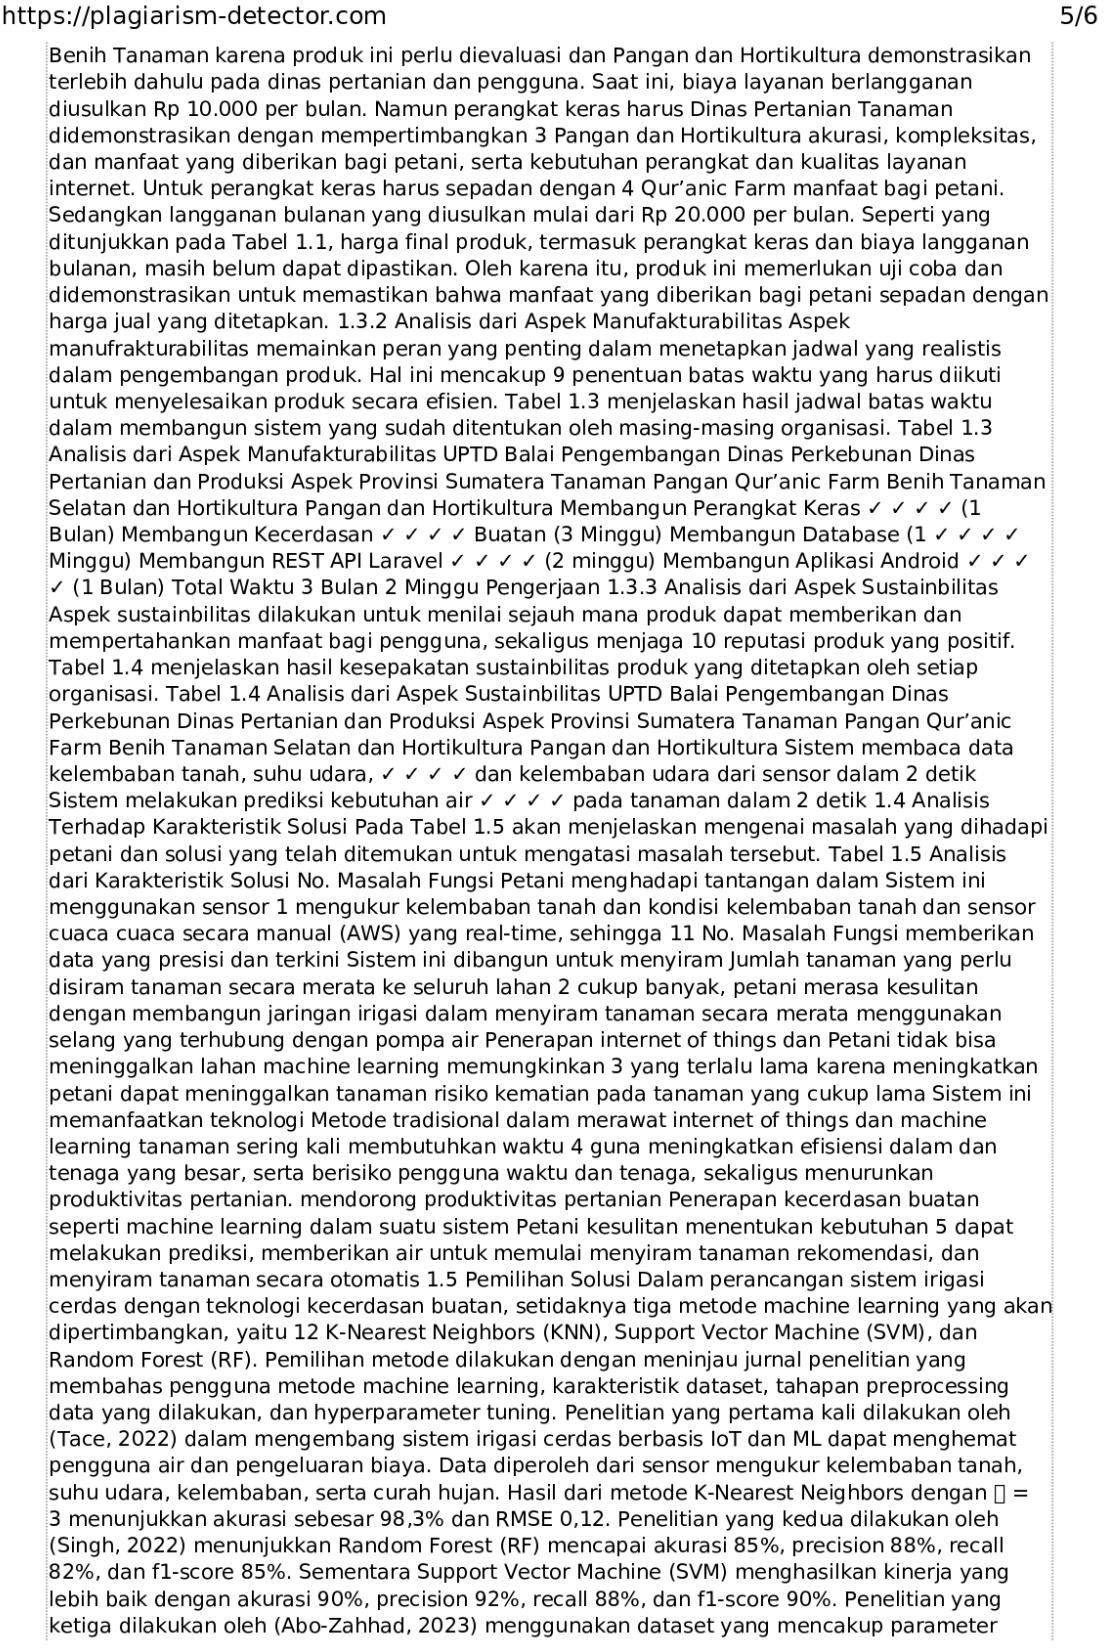 https://plagiarism-detector.com 5/6
Benih Tanaman karena produk ini perlu dievaluasi dan Pangan dan Hortikultura demonstrasikan
terlebih dahulu pada dinas pertanian dan pengguna. Saat ini, biaya layanan berlangganan
diusulkan Rp 10.000 per bulan. Namun perangkat keras harus Dinas Pertanian Tanaman
didemonstrasikan dengan mempertimbangkan 3 Pangan dan Hortikultura akurasi, kompleksitas,
dan manfaat yang diberikan bagi petani, serta kebutuhan perangkat dan kualitas layanan
internet. Untuk perangkat keras harus sepadan dengan 4 Qur’anic Farm manfaat bagi petani.
Sedangkan langganan bulanan yang diusulkan mulai dari Rp 20.000 per bulan. Seperti yang
ditunjukkan pada Tabel 1.1, harga final produk, termasuk perangkat keras dan biaya langganan
bulanan, masih belum dapat dipastikan. Oleh karena itu, produk ini memerlukan uji coba dan
didemonstrasikan untuk memastikan bahwa manfaat yang diberikan bagi petani sepadan dengan
harga jual yang ditetapkan. 1.3.2 Analisis dari Aspek Manufakturabilitas Aspek
manufrakturabilitas memainkan peran yang penting dalam menetapkan jadwal yang realistis
dalam pengembangan produk. Hal ini mencakup 9 penentuan batas waktu yang harus diikuti
untuk menyelesaikan produk secara efisien. Tabel 1.3 menjelaskan hasil jadwal batas waktu
dalam membangun sistem yang sudah ditentukan oleh masing-masing organisasi. Tabel 1.3
Analisis dari Aspek Manufakturabilitas UPTD Balai Pengembangan Dinas Perkebunan Dinas
Pertanian dan Produksi Aspek Provinsi Sumatera Tanaman Pangan Qur’anic Farm Benih Tanaman
Selatan dan Hortikultura Pangan dan Hortikultura Membangun Perangkat Keras ✓ ✓ ✓ ✓ (1
Bulan) Membangun Kecerdasan ✓ ✓ ✓ ✓ Buatan (3 Minggu) Membangun Database (1 ✓ ✓ ✓ ✓
Minggu) Membangun REST API Laravel ✓ ✓ ✓ ✓ (2 minggu) Membangun Aplikasi Android ✓ ✓ ✓
✓ (1 Bulan) Total Waktu 3 Bulan 2 Minggu Pengerjaan 1.3.3 Analisis dari Aspek Sustainbilitas
Aspek sustainbilitas dilakukan untuk menilai sejauh mana produk dapat memberikan dan
mempertahankan manfaat bagi pengguna, sekaligus menjaga 10 reputasi produk yang positif.
Tabel 1.4 menjelaskan hasil kesepakatan sustainbilitas produk yang ditetapkan oleh setiap
organisasi. Tabel 1.4 Analisis dari Aspek Sustainbilitas UPTD Balai Pengembangan Dinas
Perkebunan Dinas Pertanian dan Produksi Aspek Provinsi Sumatera Tanaman Pangan Qur’anic
Farm Benih Tanaman Selatan dan Hortikultura Pangan dan Hortikultura Sistem membaca data
kelembaban tanah, suhu udara, ✓ ✓ ✓ ✓ dan kelembaban udara dari sensor dalam 2 detik
Sistem melakukan prediksi kebutuhan air ✓ ✓ ✓ ✓ pada tanaman dalam 2 detik 1.4 Analisis
Terhadap Karakteristik Solusi Pada Tabel 1.5 akan menjelaskan mengenai masalah yang dihadapi
petani dan solusi yang telah ditemukan untuk mengatasi masalah tersebut. Tabel 1.5 Analisis
dari Karakteristik Solusi No. Masalah Fungsi Petani menghadapi tantangan dalam Sistem ini
menggunakan sensor 1 mengukur kelembaban tanah dan kondisi kelembaban tanah dan sensor
cuaca cuaca secara manual (AWS) yang real-time, sehingga 11 No. Masalah Fungsi memberikan
data yang presisi dan terkini Sistem ini dibangun untuk menyiram Jumlah tanaman yang perlu
disiram tanaman secara merata ke seluruh lahan 2 cukup banyak, petani merasa kesulitan
dengan membangun jaringan irigasi dalam menyiram tanaman secara merata menggunakan
selang yang terhubung dengan pompa air Penerapan internet of things dan Petani tidak bisa
meninggalkan lahan machine learning memungkinkan 3 yang terlalu lama karena meningkatkan
petani dapat meninggalkan tanaman risiko kematian pada tanaman yang cukup lama Sistem ini
memanfaatkan teknologi Metode tradisional dalam merawat internet of things dan machine
learning tanaman sering kali membutuhkan waktu 4 guna meningkatkan efisiensi dalam dan
tenaga yang besar, serta berisiko pengguna waktu dan tenaga, sekaligus menurunkan
produktivitas pertanian. mendorong produktivitas pertanian Penerapan kecerdasan buatan
seperti machine learning dalam suatu sistem Petani kesulitan menentukan kebutuhan 5 dapat
melakukan prediksi, memberikan air untuk memulai menyiram tanaman rekomendasi, dan
menyiram tanaman secara otomatis 1.5 Pemilihan Solusi Dalam perancangan sistem irigasi
cerdas dengan teknologi kecerdasan buatan, setidaknya tiga metode machine learning yang akan
dipertimbangkan, yaitu 12 K-Nearest Neighbors (KNN), Support Vector Machine (SVM), dan
Random Forest (RF). Pemilihan metode dilakukan dengan meninjau jurnal penelitian yang
membahas pengguna metode machine learning, karakteristik dataset, tahapan preprocessing
data yang dilakukan, dan hyperparameter tuning. Penelitian yang pertama kali dilakukan oleh
(Tace, 2022) dalam mengembang sistem irigasi cerdas berbasis IoT dan ML dapat menghemat
pengguna air dan pengeluaran biaya. Data diperoleh dari sensor mengukur kelembaban tanah,
suhu udara, kelembaban, serta curah hujan. Hasil dari metode K-Nearest Neighbors dengan ▯ =
3 menunjukkan akurasi sebesar 98,3% dan RMSE 0,12. Penelitian yang kedua dilakukan oleh
(Singh, 2022) menunjukkan Random Forest (RF) mencapai akurasi 85%, precision 88%, recall
82%, dan f1-score 85%. Sementara Support Vector Machine (SVM) menghasilkan kinerja yang
lebih baik dengan akurasi 90%, precision 92%, recall 88%, dan f1-score 90%. Penelitian yang
ketiga dilakukan oleh (Abo-Zahhad, 2023) menggunakan dataset yang mencakup parameter